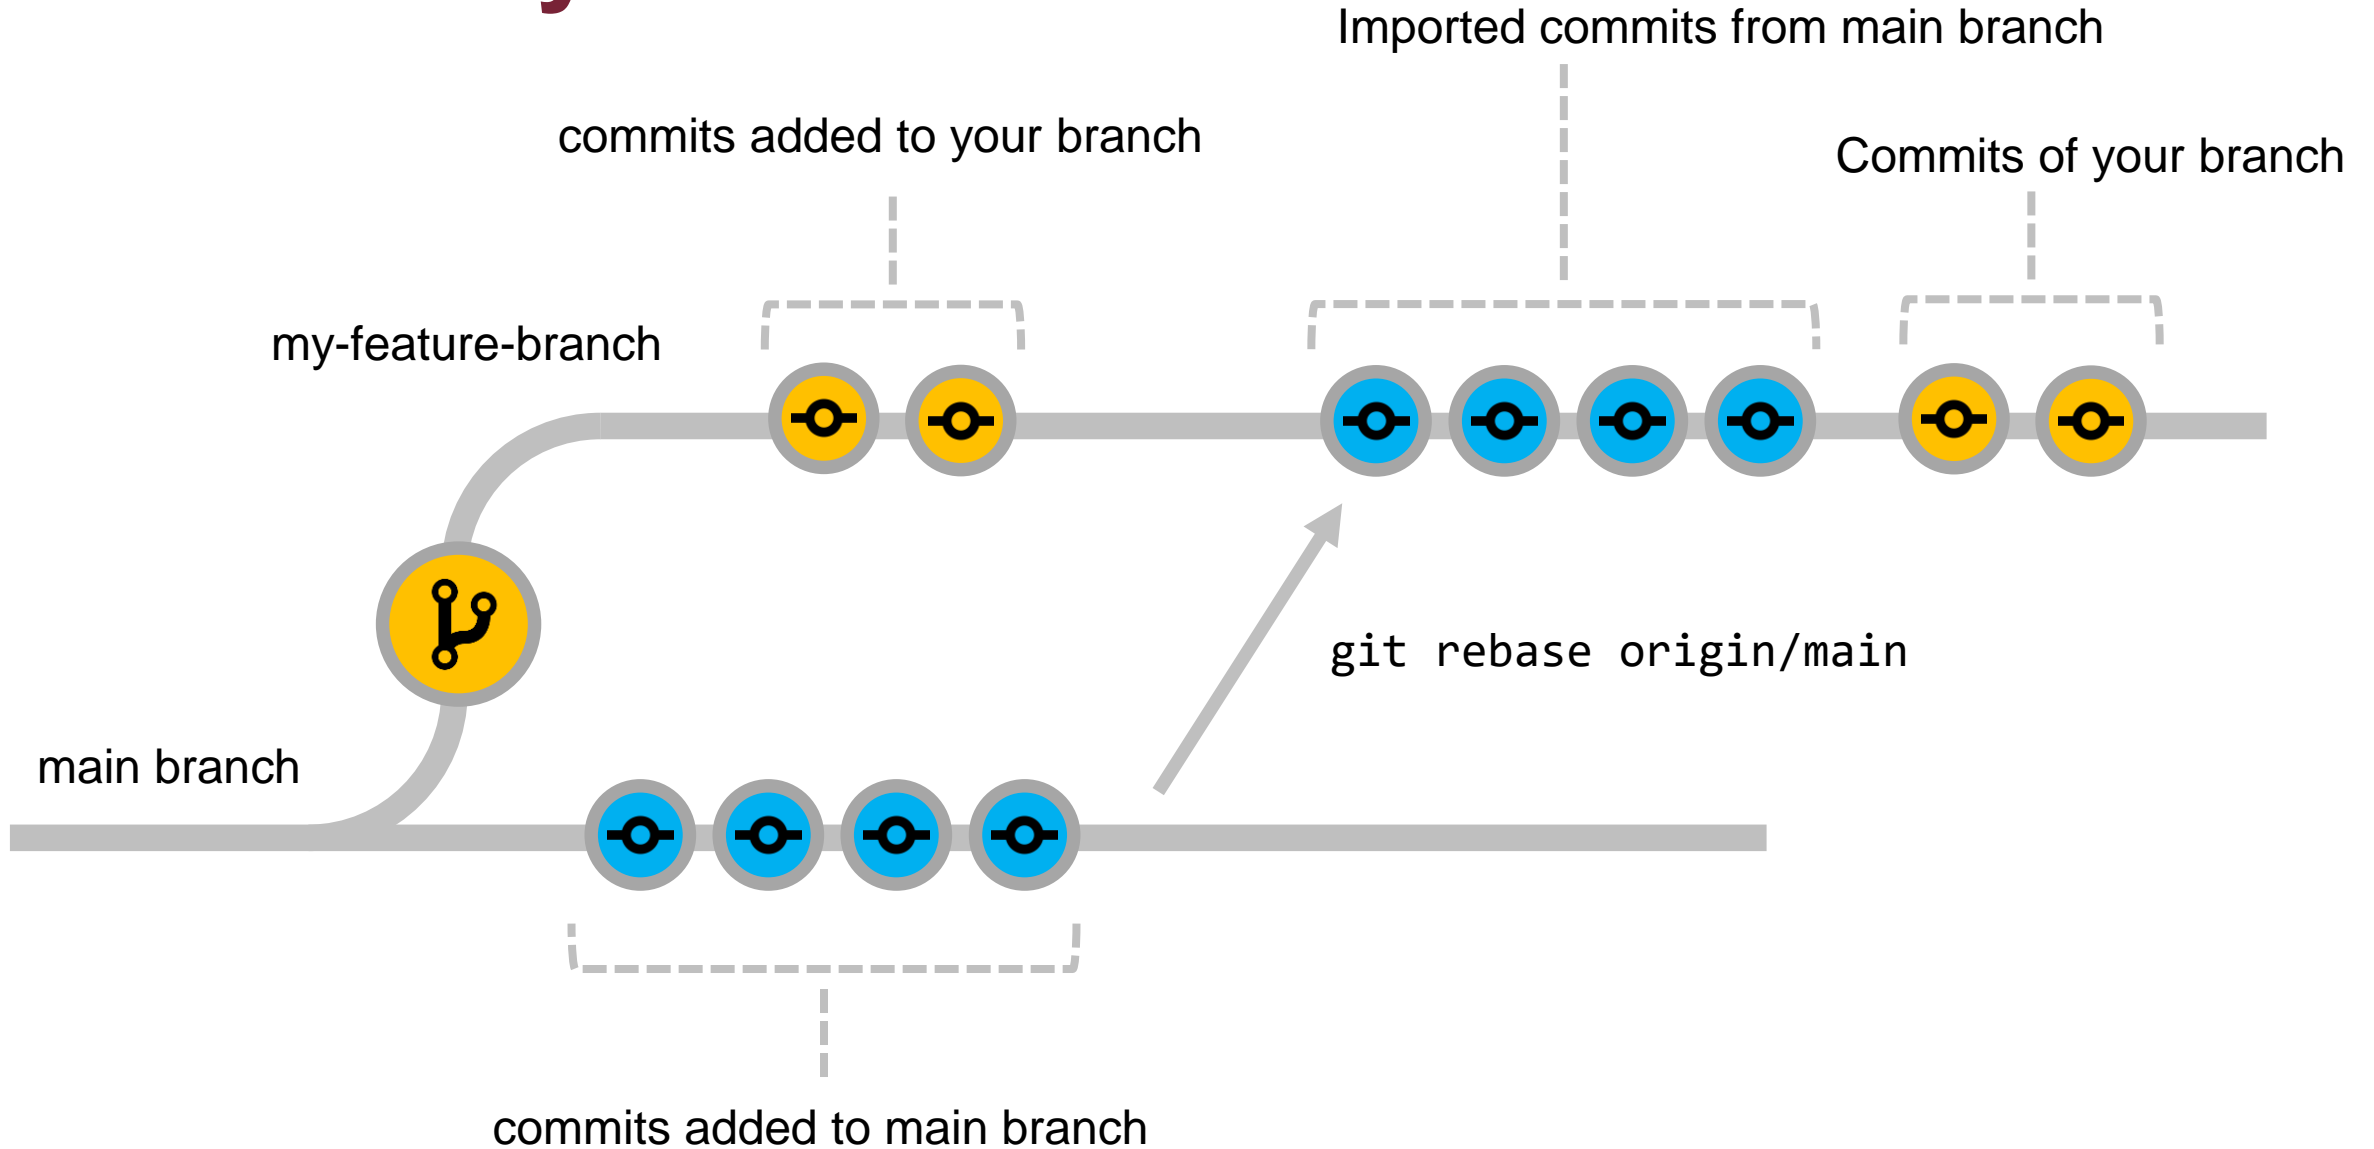 Imported commits from main branch
commits added to your branch
Commits of your branch
my-feature-branch
git rebase origin/main
main branch
commits added to main branch